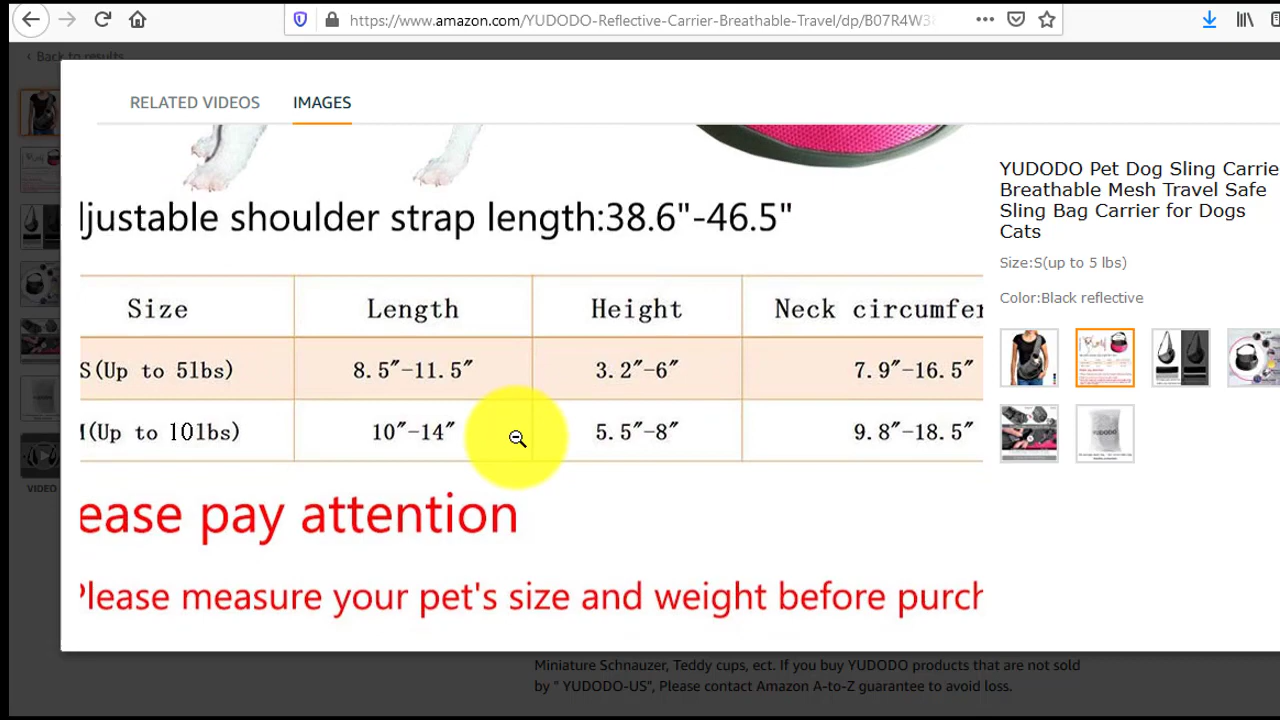 https://www.amazon.com/YUDODO-Reflective-Carrier-Breathable-Travel/dp/B07R4W3
Back to results
RELATED VIDEOS IMAGES
djustable shoulder strap length:38.6"-46.5"
Size Length Height Neck circumfer
S(Up to 5lbs) 8.5″-11.5″ 3.2″-6″ 7.9″-16.5″
M(Up to 10lbs) 10″-14″ 5.5″-8″ 9.8″-18.5″
ease pay attention
Please measure your pet's size and weight before purch
YUDODO Pet Dog Sling Carrie
Breathable Mesh Travel Safe
Sling Bag Carrier for Dogs
Cats
Size:S(up to 5 lbs)
Color:Black reflective
YUDODO
VIDEO
Miniature Schnauzer, Teddy cups, ect. If you buy YUDODO products that are not sold
by " YUDODO-US", Please contact Amazon A-to-Z guarantee to avoid loss.